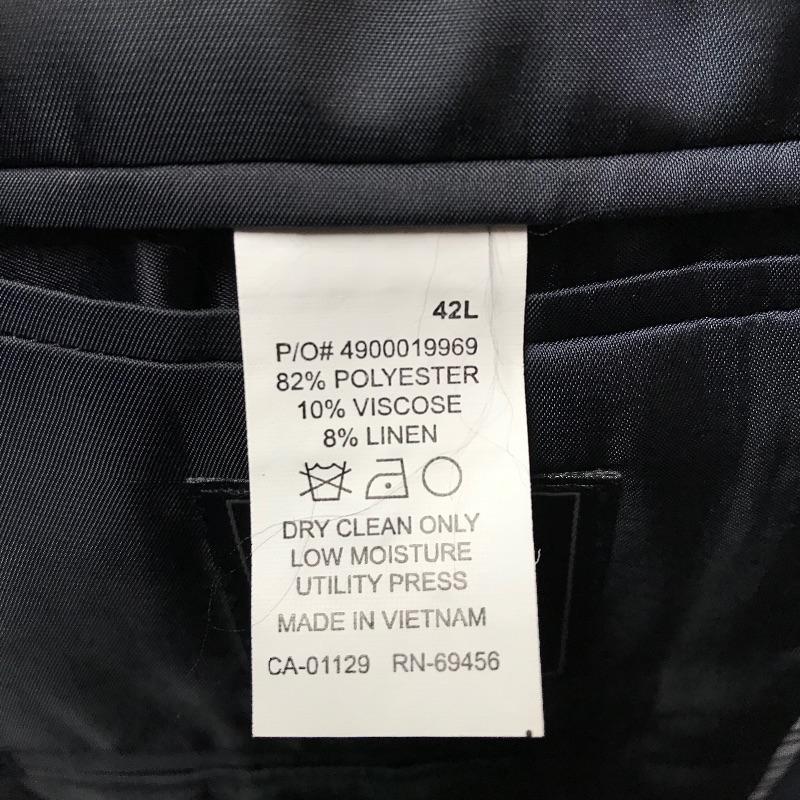 42L
P/O# 4900019969
82% POLYESTER
10% VISCOSE
8% LINEN
DRY CLEAN ONLY
LOW MOISTURE
UTILITY PRESS
MADE IN VIETNAM
CA-01129 RN-69456